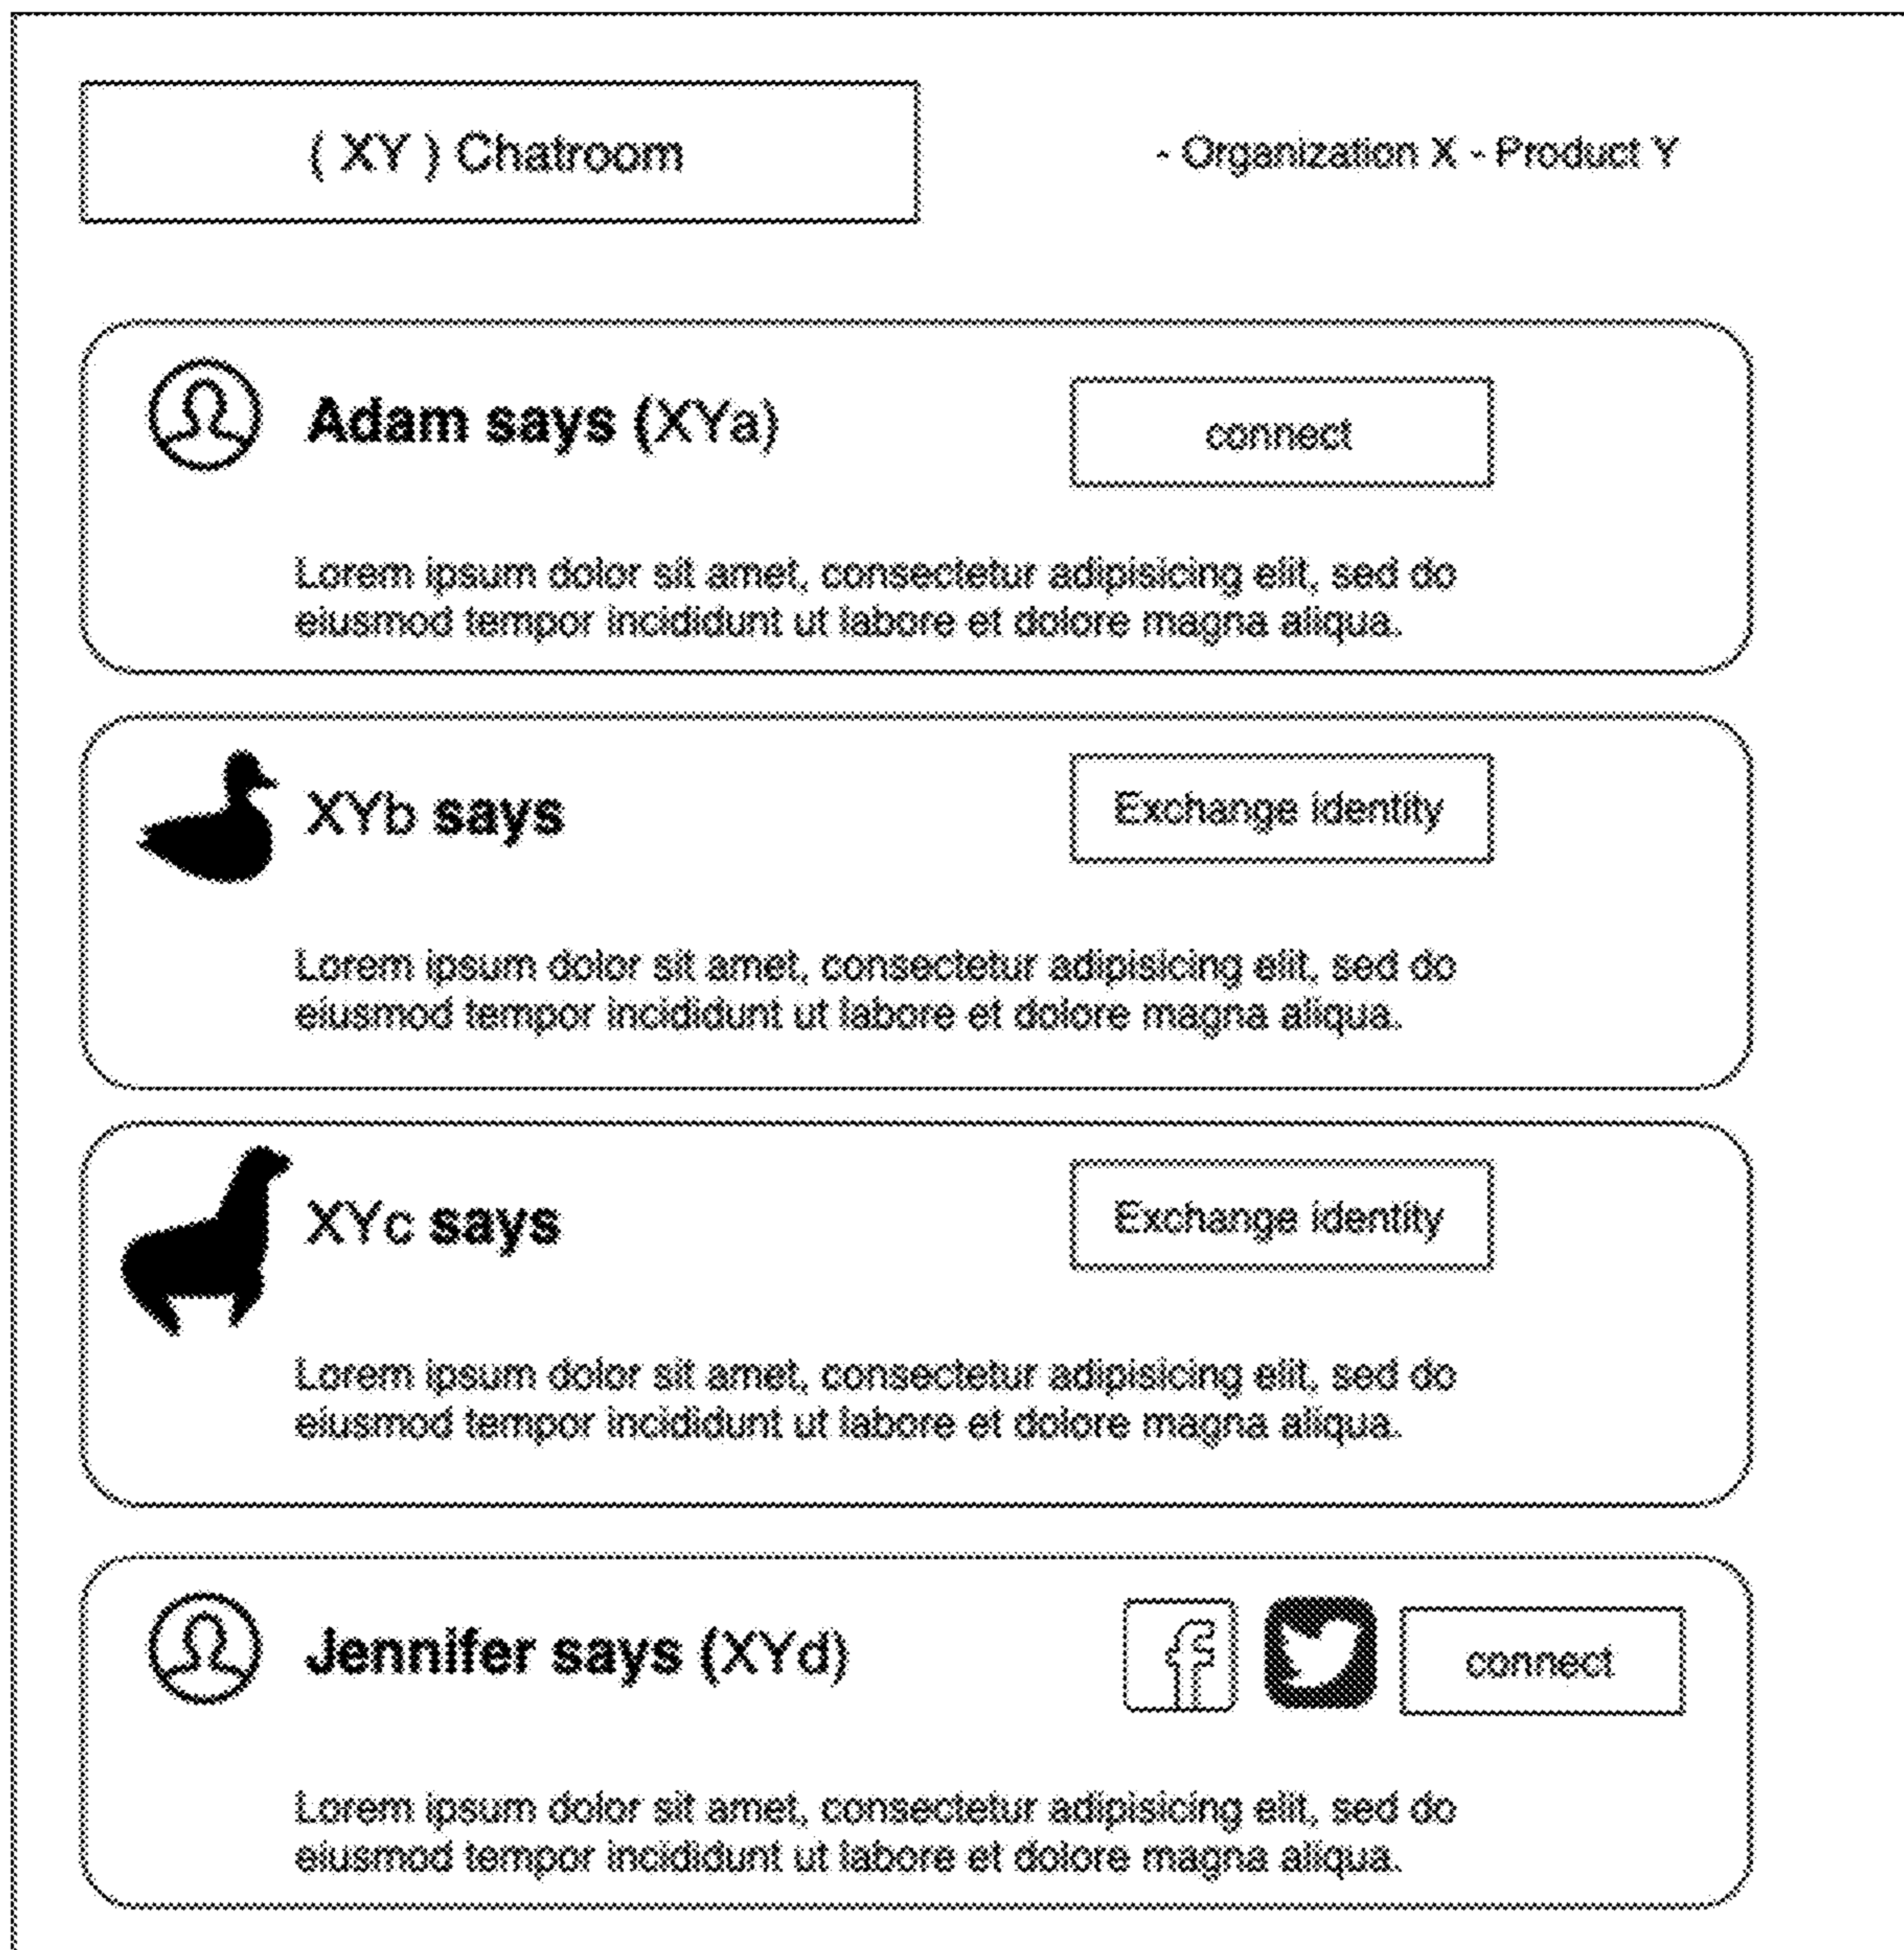 ( XY ) Chatroom
- Organization X - Product Y
Adam says (XYa)
connect
Lorem ipsum dolor sit amet, consectetur adipisicing elit, sed do
eiusmod tempor incididunt ut labore et dolore magna aliqua.
XYb says
Exchange identity
Lorem ipsum dolor sit amet, consectetur adipisicing elit, sed do
eiusmod tempor incididunt ut labore et dolore magna aliqua.
XYc says
Exchange identity
Lorem ipsum dolor sit amet, consectetur adipisicing elit, sed do
eiusmod tempor incididunt ut labore et dolore magna aliqua.
Jennifer says (XYd)
f
connect
Lorem ipsum dolor sit amet, consectetur adipisicing elit, sed do
eiusmod tempor incididunt ut labore et dolore magna aliqua.